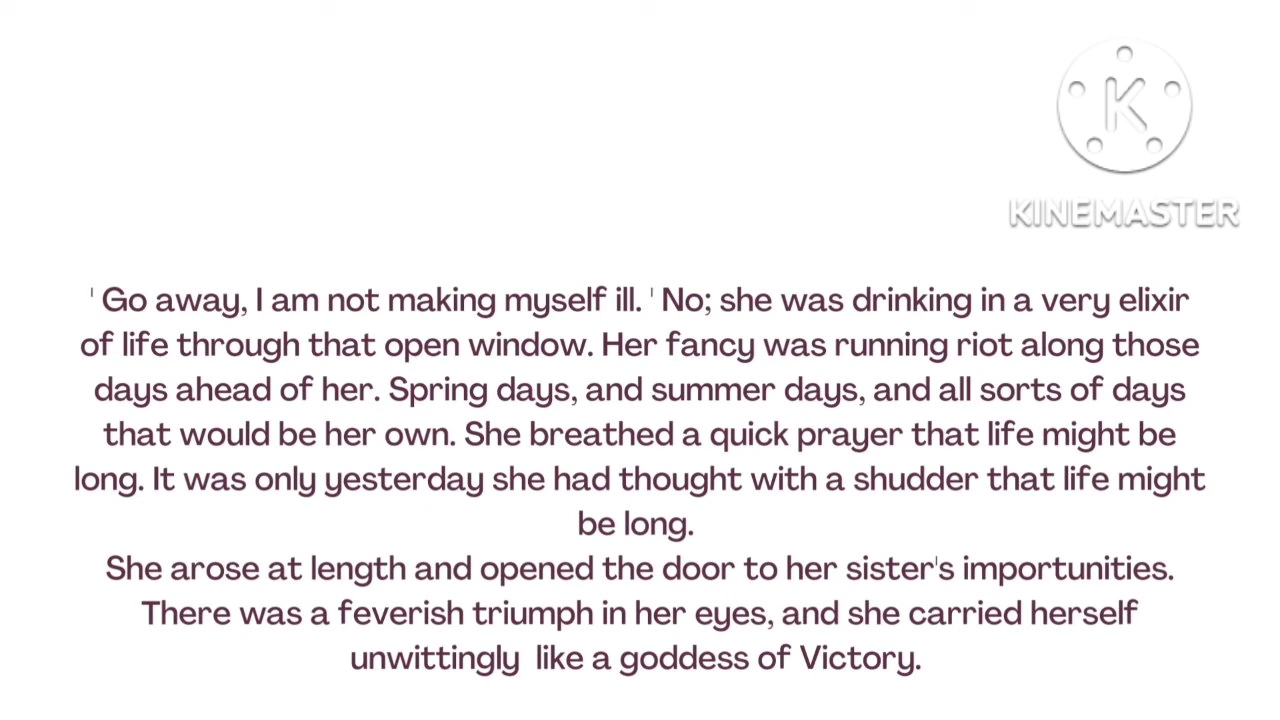 K
KINEMASTER
' Go away, I am not making myself ill. ' No; she was drinking in a very elixir
of life through that open window. Her fancy was running riot along those
days ahead of her. Spring days, and summer days, and all sorts of days
that would be her own. She breathed a quick prayer that life might be
long. It was only yesterday she had thought with a shudder that life might
be long.
She arose at length and opened the door to her sister's importunities.
There was a feverish triumph in her eyes, and she carried herself
unwittingly  like a goddess of Victory.